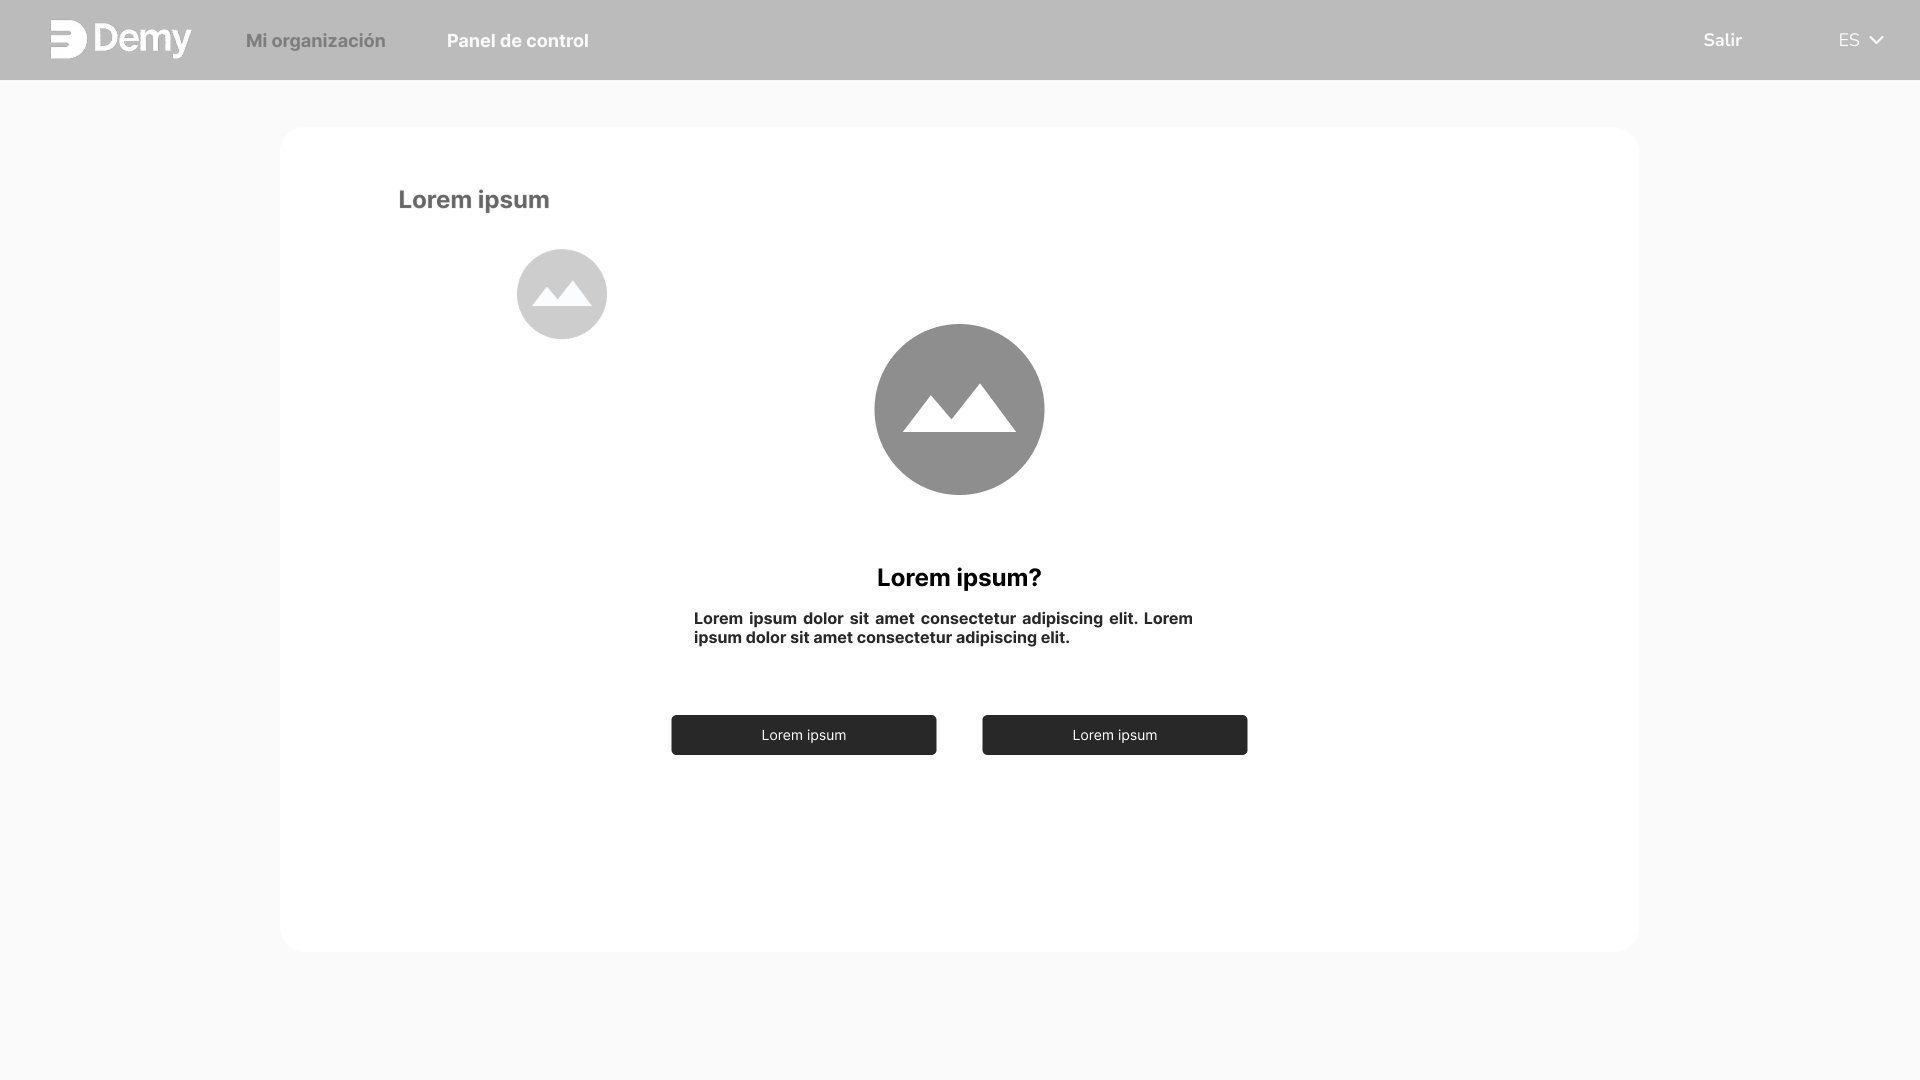 Demy
Mi organización
Panel de control
Salir
ES
Lorem ipsum
Lorem ipsum?
Lorem ipsum dolor sit amet consectetur adipiscing elit. Lorem
ipsum dolor sit amet consectetur adipiscing elit.
Lorem ipsum
Lorem ipsum